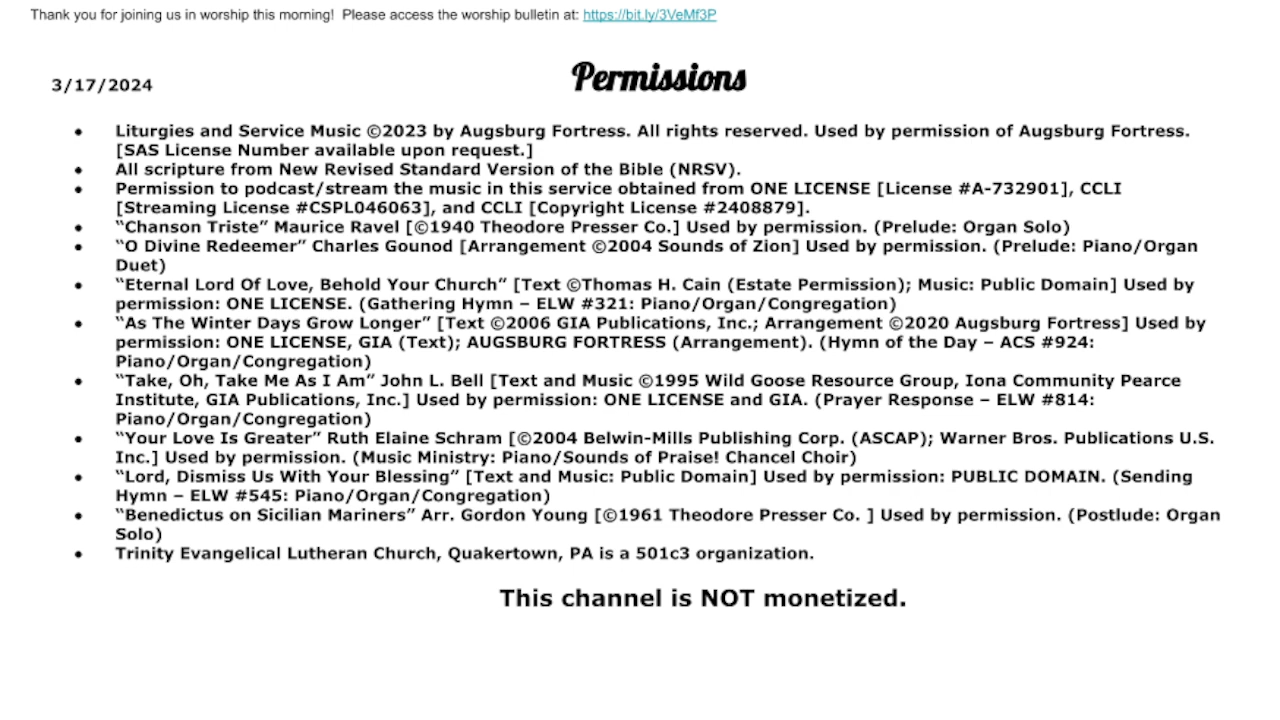 Thank you for joining us in worship this morning!  Please access the worship bulletin at: https://bit.ly/3VeMf3P
3/17/2024
Permissions
• Liturgies and Service Music ©2023 by Augsburg Fortress. All rights reserved. Used by permission of Augsburg Fortress.
[SAS License Number available upon request.]
• All scripture from New Revised Standard Version of the Bible (NRSV).
• Permission to podcast/stream the music in this service obtained from ONE LICENSE [License #A-732901], CCLI
[Streaming License #CSPL046063], and CCLI [Copyright License #2408879].
• “Chanson Triste” Maurice Ravel [©1940 Theodore Presser Co.] Used by permission. (Prelude: Organ Solo)
• “O Divine Redeemer” Charles Gounod [Arrangement ©2004 Sounds of Zion] Used by permission. (Prelude: Piano/Organ
Duet)
• “Eternal Lord Of Love, Behold Your Church” [Text ©Thomas H. Cain (Estate Permission); Music: Public Domain] Used by
permission: ONE LICENSE. (Gathering Hymn – ELW #321: Piano/Organ/Congregation)
• “As The Winter Days Grow Longer” [Text ©2006 GIA Publications, Inc.; Arrangement ©2020 Augsburg Fortress] Used by
permission: ONE LICENSE, GIA (Text); AUGSBURG FORTRESS (Arrangement). (Hymn of the Day – ACS #924:
Piano/Organ/Congregation)
• “Take, Oh, Take Me As I Am” John L. Bell [Text and Music ©1995 Wild Goose Resource Group, Iona Community Pearce
Institute, GIA Publications, Inc.] Used by permission: ONE LICENSE and GIA. (Prayer Response – ELW #814:
Piano/Organ/Congregation)
• “Your Love Is Greater” Ruth Elaine Schram [©2004 Belwin-Mills Publishing Corp. (ASCAP); Warner Bros. Publications U.S.
Inc.] Used by permission. (Music Ministry: Piano/Sounds of Praise! Chancel Choir)
• “Lord, Dismiss Us With Your Blessing” [Text and Music: Public Domain] Used by permission: PUBLIC DOMAIN. (Sending
Hymn – ELW #545: Piano/Organ/Congregation)
• “Benedictus on Sicilian Mariners” Arr. Gordon Young [©1961 Theodore Presser Co. ] Used by permission. (Postlude: Organ
Solo)
• Trinity Evangelical Lutheran Church, Quakertown, PA is a 501c3 organization.
This channel is NOT monetized.